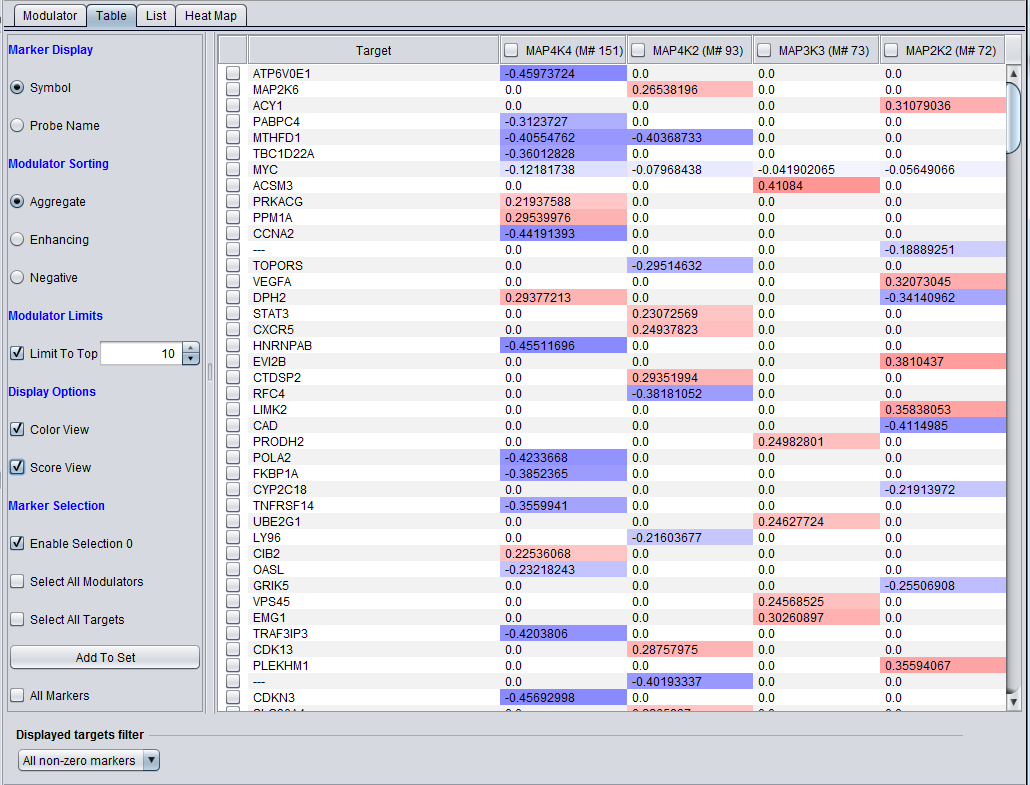 Modulator Table List Heat Map
Marker Display
Symbol
Probe Name
Modulator Sorting
Aggregate
Enhancing
Negative
Modulator Limits
Limit To Top 10
Display Options
Color View
Score View
Marker Selection
Enable Selection 0
Select All Modulators
Select All Targets
Add To Set
All Markers
Target MAP4K4 (M# 151) MAP4K2 (M# 93) MAP3K3 (M# 73) MAP2K2 (M# 72)
ATP6V0E1 -0.45973724 0.0 0.0 0.0
MAP2K6 0.0 0.26538196 0.0 0.0
ACY1 0.0 0.0 0.0 0.31079036
PABPC4 -0.3123727 0.0 0.0 0.0
MTHFD1 -0.40554762 -0.40368733 0.0 0.0
TBC1D22A -0.36012828 0.0 0.0 0.0
MYC -0.12181738 -0.07968438 -0.041902065 -0.05649066
ACSM3 0.0 0.0 0.41084 0.0
PRKACG 0.21937588 0.0 0.0 0.0
PPM1A 0.29539976 0.0 0.0 0.0
CCNA2 -0.44191393 0.0 0.0 0.0
--- 0.0 0.0 0.0 -0.18889251
TOPORS 0.0 -0.29514632 0.0 0.0
VEGFA 0.0 0.0 0.0 0.32073045
DPH2 0.29377213 0.0 0.0 -0.34140962
STAT3 0.0 0.23072569 0.0 0.0
CXCR5 0.0 0.24937823 0.0 0.0
HNRNPAB -0.45511696 0.0 0.0 0.0
EVI2B 0.0 0.0 0.0 0.3810437
CTDSP2 0.0 0.29351994 0.0 0.0
RFC4 0.0 -0.38181052 0.0 0.0
LIMK2 0.0 0.0 0.0 0.35838053
CAD 0.0 0.0 0.0 -0.4114985
PRODH2 0.0 0.0 0.24982801 0.0
POLA2 -0.4233668 0.0 0.0 0.0
FKBP1A -0.3852365 0.0 0.0 0.0
CYP2C18 0.0 0.0 0.0 -0.21913972
TNFRSF14 -0.3559941 0.0 0.0 0.0
UBE2G1 0.0 0.0 0.24627724 0.0
LY96 0.0 -0.21603677 0.0 0.0
CIB2 0.22536068 0.0 0.0 0.0
OASL -0.23218243 0.0 0.0 0.0
GRIK5 0.0 0.0 0.0 -0.25506908
VPS45 0.0 0.0 0.24568525 0.0
EMG1 0.0 0.0 0.30260897 0.0
TRAF3IP3 -0.4203806 0.0 0.0 0.0
CDK13 0.0 0.28757975 0.0 0.0
PLEKHM1 0.0 0.0 0.0 0.35594067
--- 0.0 -0.40193337 0.0 0.0
CDKN3 -0.45692998 0.0 0.0 0.0
Displayed targets filter
All non-zero markers